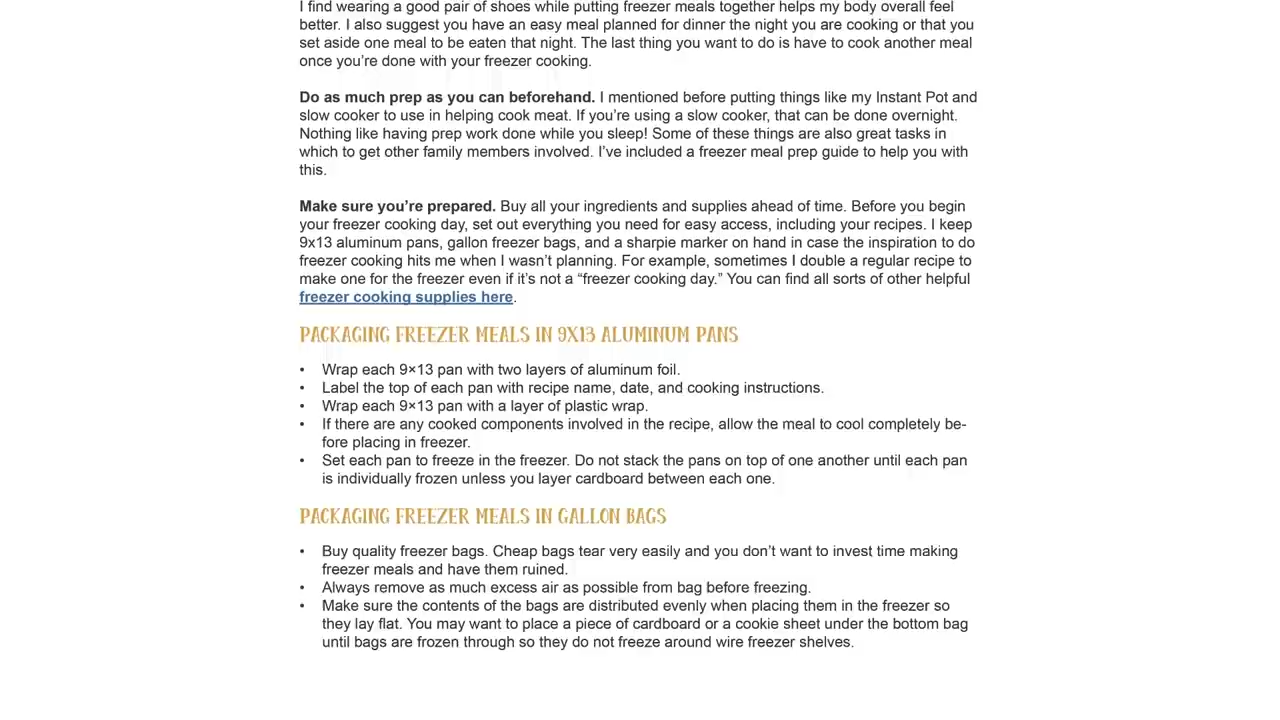 I find wearing a good pair of shoes while putting freezer meals together helps my body overall feel
better. I also suggest you have an easy meal planned for dinner the night you are cooking or that you
set aside one meal to be eaten that night. The last thing you want to do is have to cook another meal
once you're done with your freezer cooking.
Do as much prep as you can beforehand. I mentioned before putting things like my Instant Pot and
slow cooker to use in helping cook meat. If you're using a slow cooker, that can be done overnight.
Nothing like having prep work done while you sleep! Some of these things are also great tasks in
which to get other family members involved. I've included a freezer meal prep guide to help you with
this.
Make sure you're prepared. Buy all your ingredients and supplies ahead of time. Before you begin
your freezer cooking day, set out everything you need for easy access, including your recipes. I keep
9x13 aluminum pans, gallon freezer bags, and a sharpie marker on hand in case the inspiration to do
freezer cooking hits me when I wasn't planning. For example, sometimes I double a regular recipe to
make one for the freezer even if it's not a “freezer cooking day.” You can find all sorts of other helpful
freezer cooking supplies here.
PACKAGING FREEZER MEALS IN 9X13 ALUMINUM PANS
• Wrap each 9×13 pan with two layers of aluminum foil.
• Label the top of each pan with recipe name, date, and cooking instructions.
• Wrap each 9×13 pan with a layer of plastic wrap.
• If there are any cooked components involved in the recipe, allow the meal to cool completely be-
fore placing in freezer.
• Set each pan to freeze in the freezer. Do not stack the pans on top of one another until each pan
is individually frozen unless you layer cardboard between each one.
PACKAGING FREEZER MEALS IN GALLON BAGS
• Buy quality freezer bags. Cheap bags tear very easily and you don't want to invest time making
freezer meals and have them ruined.
• Always remove as much excess air as possible from bag before freezing.
• Make sure the contents of the bags are distributed evenly when placing them in the freezer so
they lay flat. You may want to place a piece of cardboard or a cookie sheet under the bottom bag
until bags are frozen through so they do not freeze around wire freezer shelves.